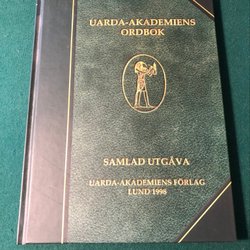 UARDA-AKADEMIENS
ORDBOK
SAMLAD UTGÅVA
UARDA-AKADEMIENS FÖRLAG
LUND 1998